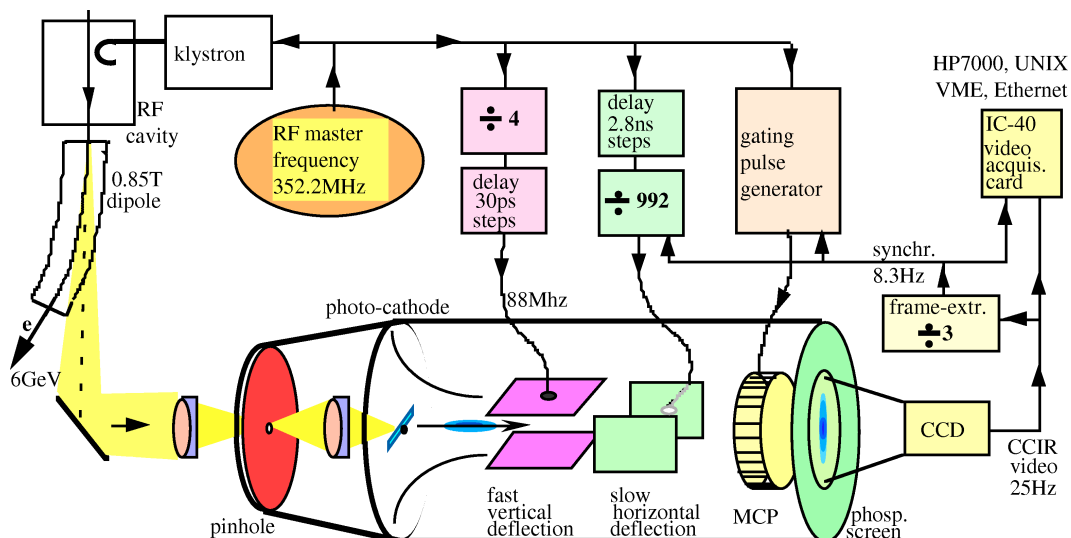 klystron
RF
cavity
RF master
frequency
352.2MHz
÷ 4
delay
30ps
steps
delay
2.8ns
steps
÷ 992
gating
pulse
generator
HP7000, UNIX
VME, Ethernet
IC-40
video
acquis.
card
0.85T
dipole
synchr.
8.3Hz
frame-extr.
÷3
88Mhz
photo-cathode
e
6GeV
CCD
CCIR
video
25Hz
pinhole
fast
vertical
deflection
slow
horizontal
deflection
MCP
phosp.
screen